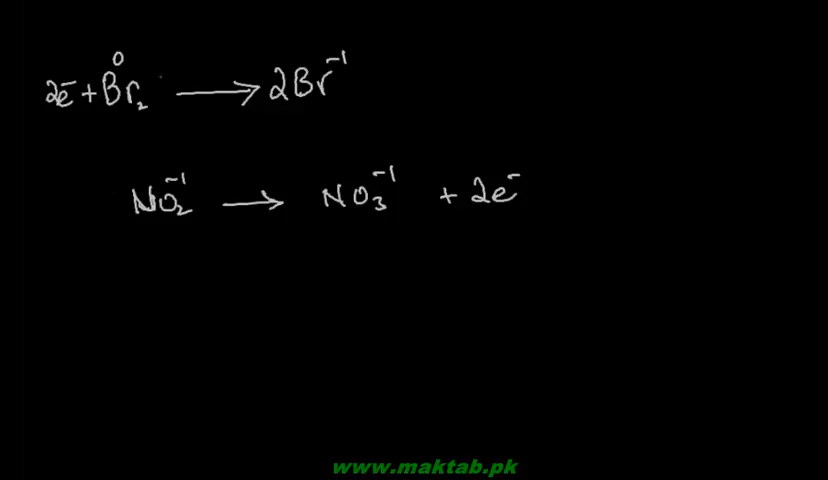 2e⁻ + Br₂⁰ → 2Br⁻¹
NO₂⁻¹ → NO₃⁻¹ + 2e⁻
www.maktab.pk